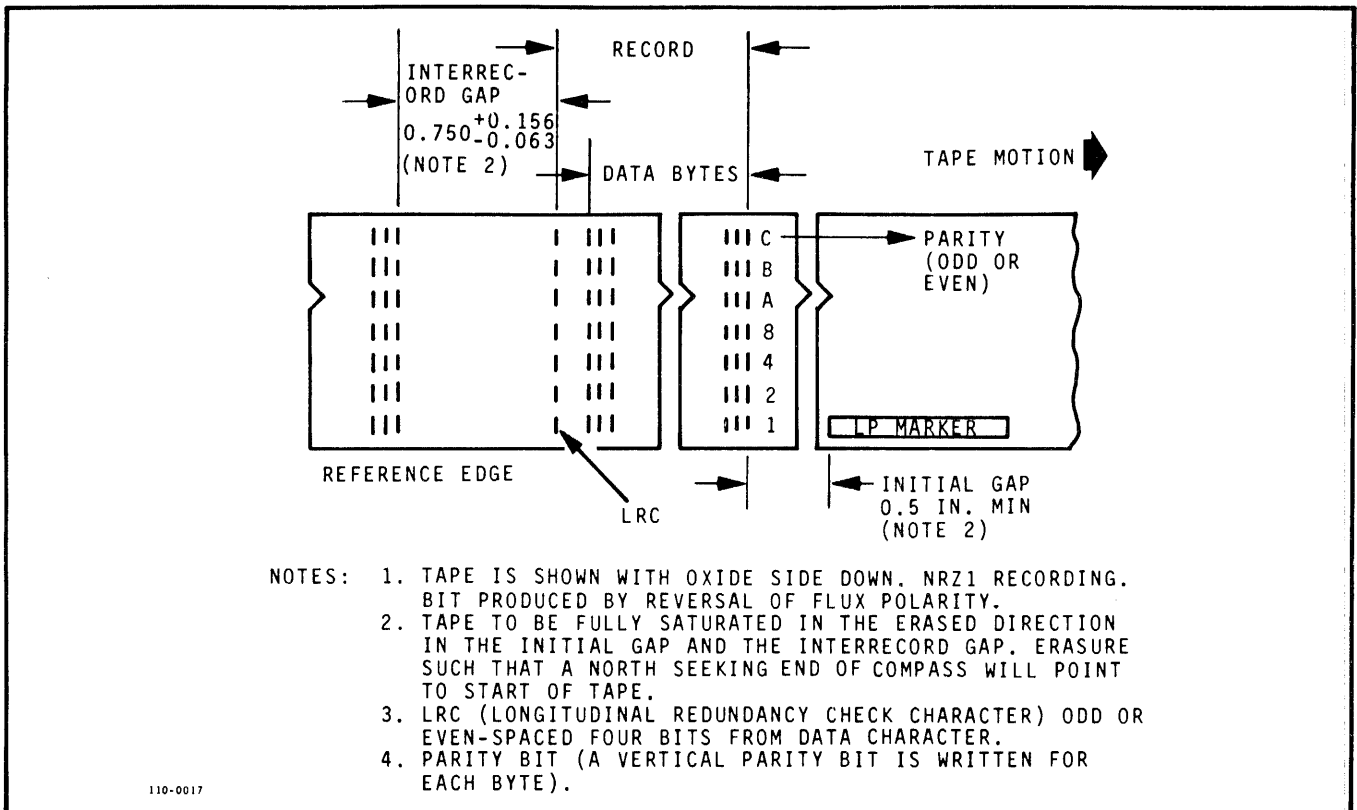 RECORD
INTERREC-
ORD GAP
0.750 +0.156
-0.063
(NOTE 2)
DATA BYTES
TAPE MOTION
C
PARITY
(ODD OR
EVEN)
B
A
8
4
2
1
LP MARKER
REFERENCE EDGE
LRC
INITIAL GAP
0.5 IN. MIN
(NOTE 2)
NOTES: 1. TAPE IS SHOWN WITH OXIDE SIDE DOWN. NRZ1 RECORDING.
BIT PRODUCED BY REVERSAL OF FLUX POLARITY.
2. TAPE TO BE FULLY SATURATED IN THE ERASED DIRECTION
IN THE INITIAL GAP AND THE INTERRECORD GAP. ERASURE
SUCH THAT A NORTH SEEKING END OF COMPASS WILL POINT
TO START OF TAPE.
3. LRC (LONGITUDINAL REDUNDANCY CHECK CHARACTER) ODD OR
EVEN-SPACED FOUR BITS FROM DATA CHARACTER.
4. PARITY BIT (A VERTICAL PARITY BIT IS WRITTEN FOR
EACH BYTE).
110-0017